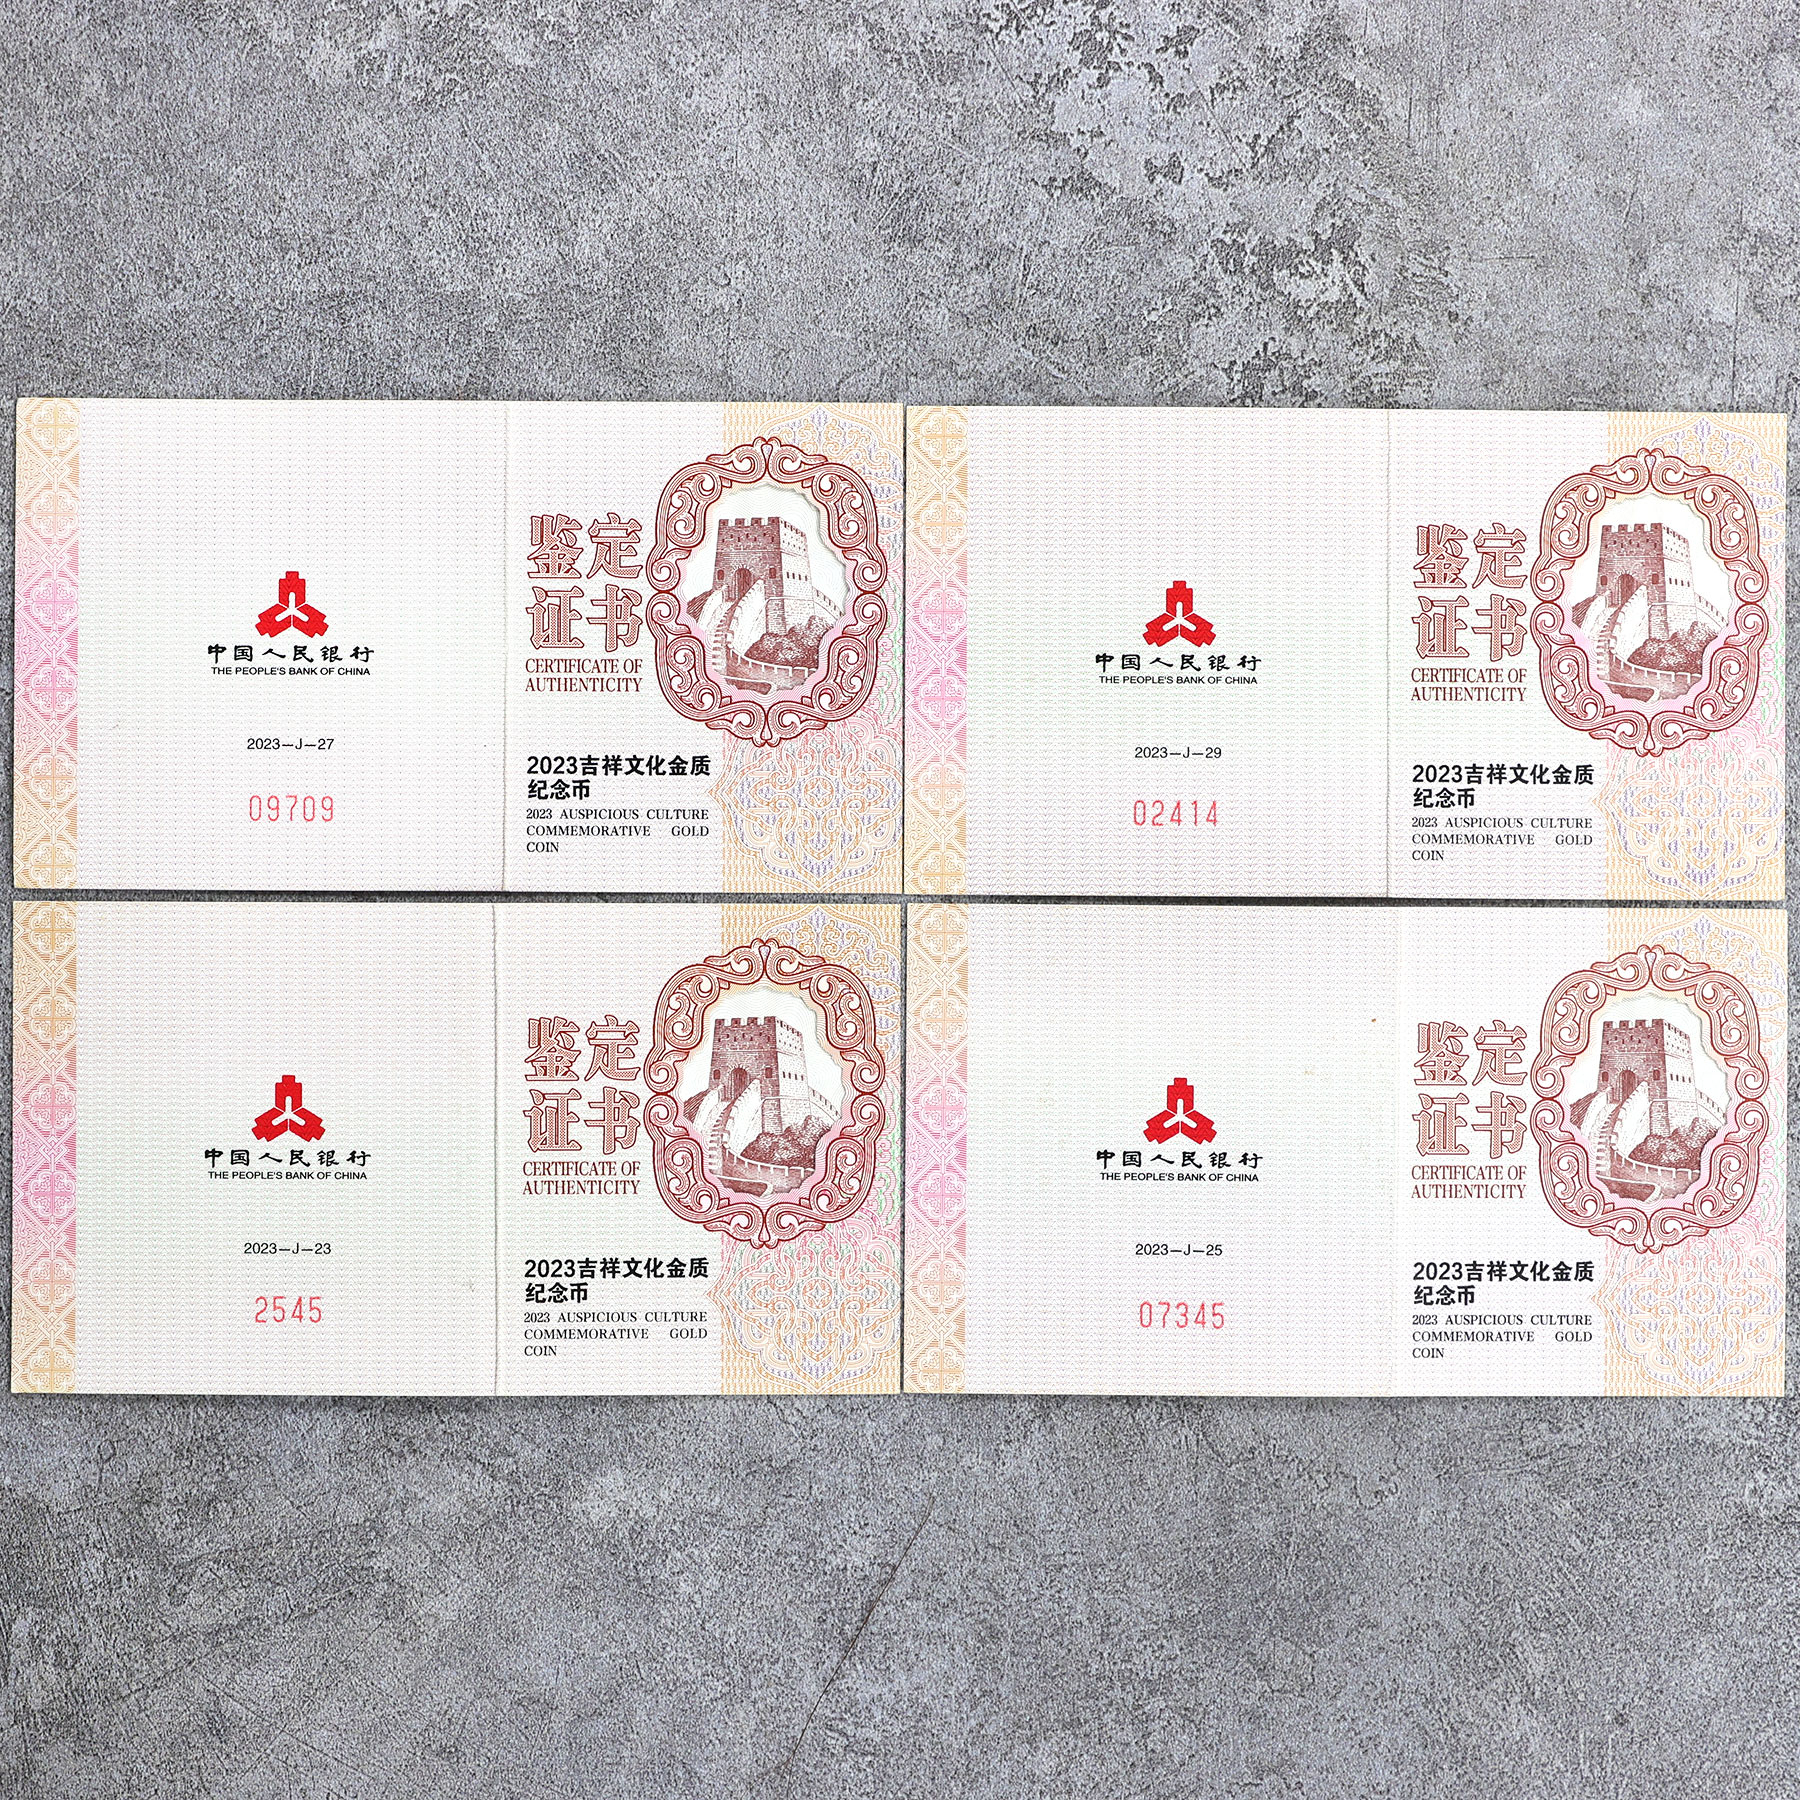 中国人民银行
THE PEOPLE'S BANK OF CHINA
2023-J-27
09709
鉴定
证书
CERTIFICATE OF
AUTHENTICITY
2023吉祥文化金质
纪念币
2023 AUSPICIOUS CULTURE
COMMEMORATIVE GOLD
COIN
中国人民银行
THE PEOPLE'S BANK OF CHINA
2023-J-29
02414
鉴定
证书
CERTIFICATE OF
AUTHENTICITY
2023吉祥文化金质
纪念币
2023 AUSPICIOUS CULTURE
COMMEMORATIVE GOLD
COIN
中国人民银行
THE PEOPLE'S BANK OF CHINA
2023-J-23
2545
鉴定
证书
CERTIFICATE OF
AUTHENTICITY
2023吉祥文化金质
纪念币
2023 AUSPICIOUS CULTURE
COMMEMORATIVE GOLD
COIN
中国人民银行
THE PEOPLE'S BANK OF CHINA
2023-J-25
07345
鉴定
证书
CERTIFICATE OF
AUTHENTICITY
2023吉祥文化金质
纪念币
2023 AUSPICIOUS CULTURE
COMMEMORATIVE GOLD
COIN